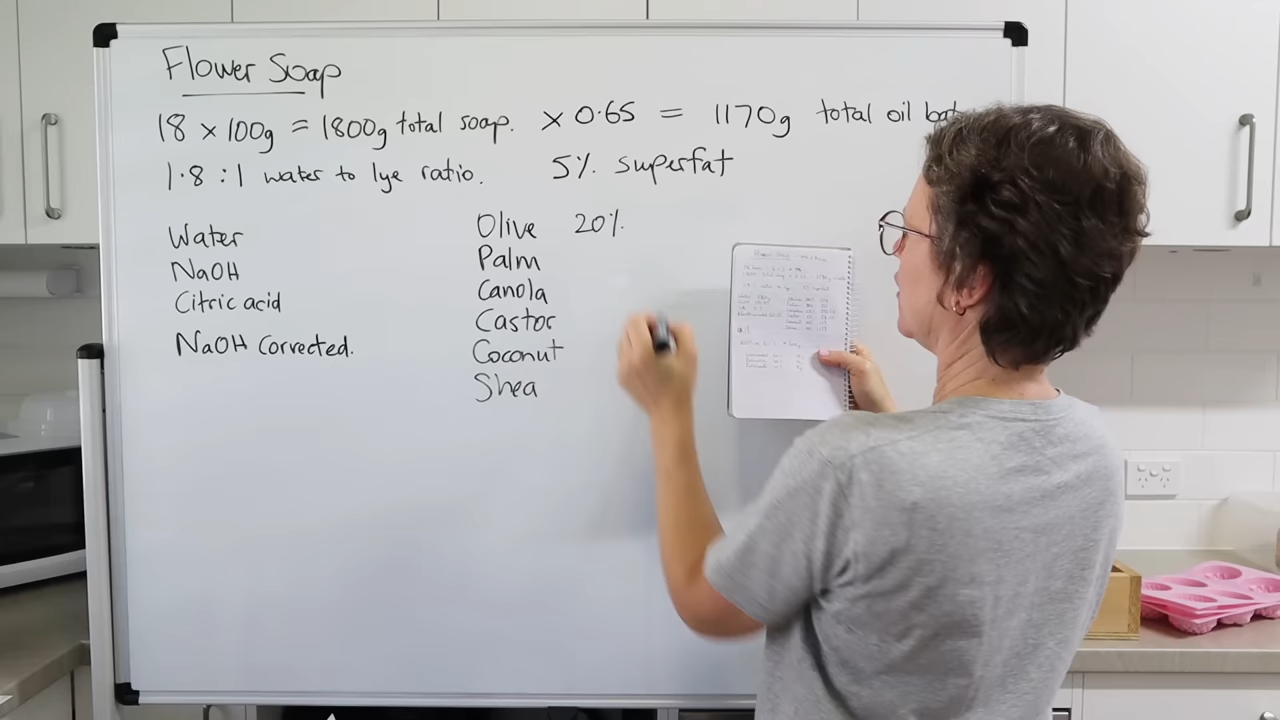 Flower Soap
18 x 100g = 1800g total soap. x 0.65 = 1170g total oil
1.8 : 1 water to lye ratio. 5% superfat
Water
NaOH
Citric acid
NaOH Corrected.
Olive 20%.
Palm
Canola
Castor
Coconut
Shea